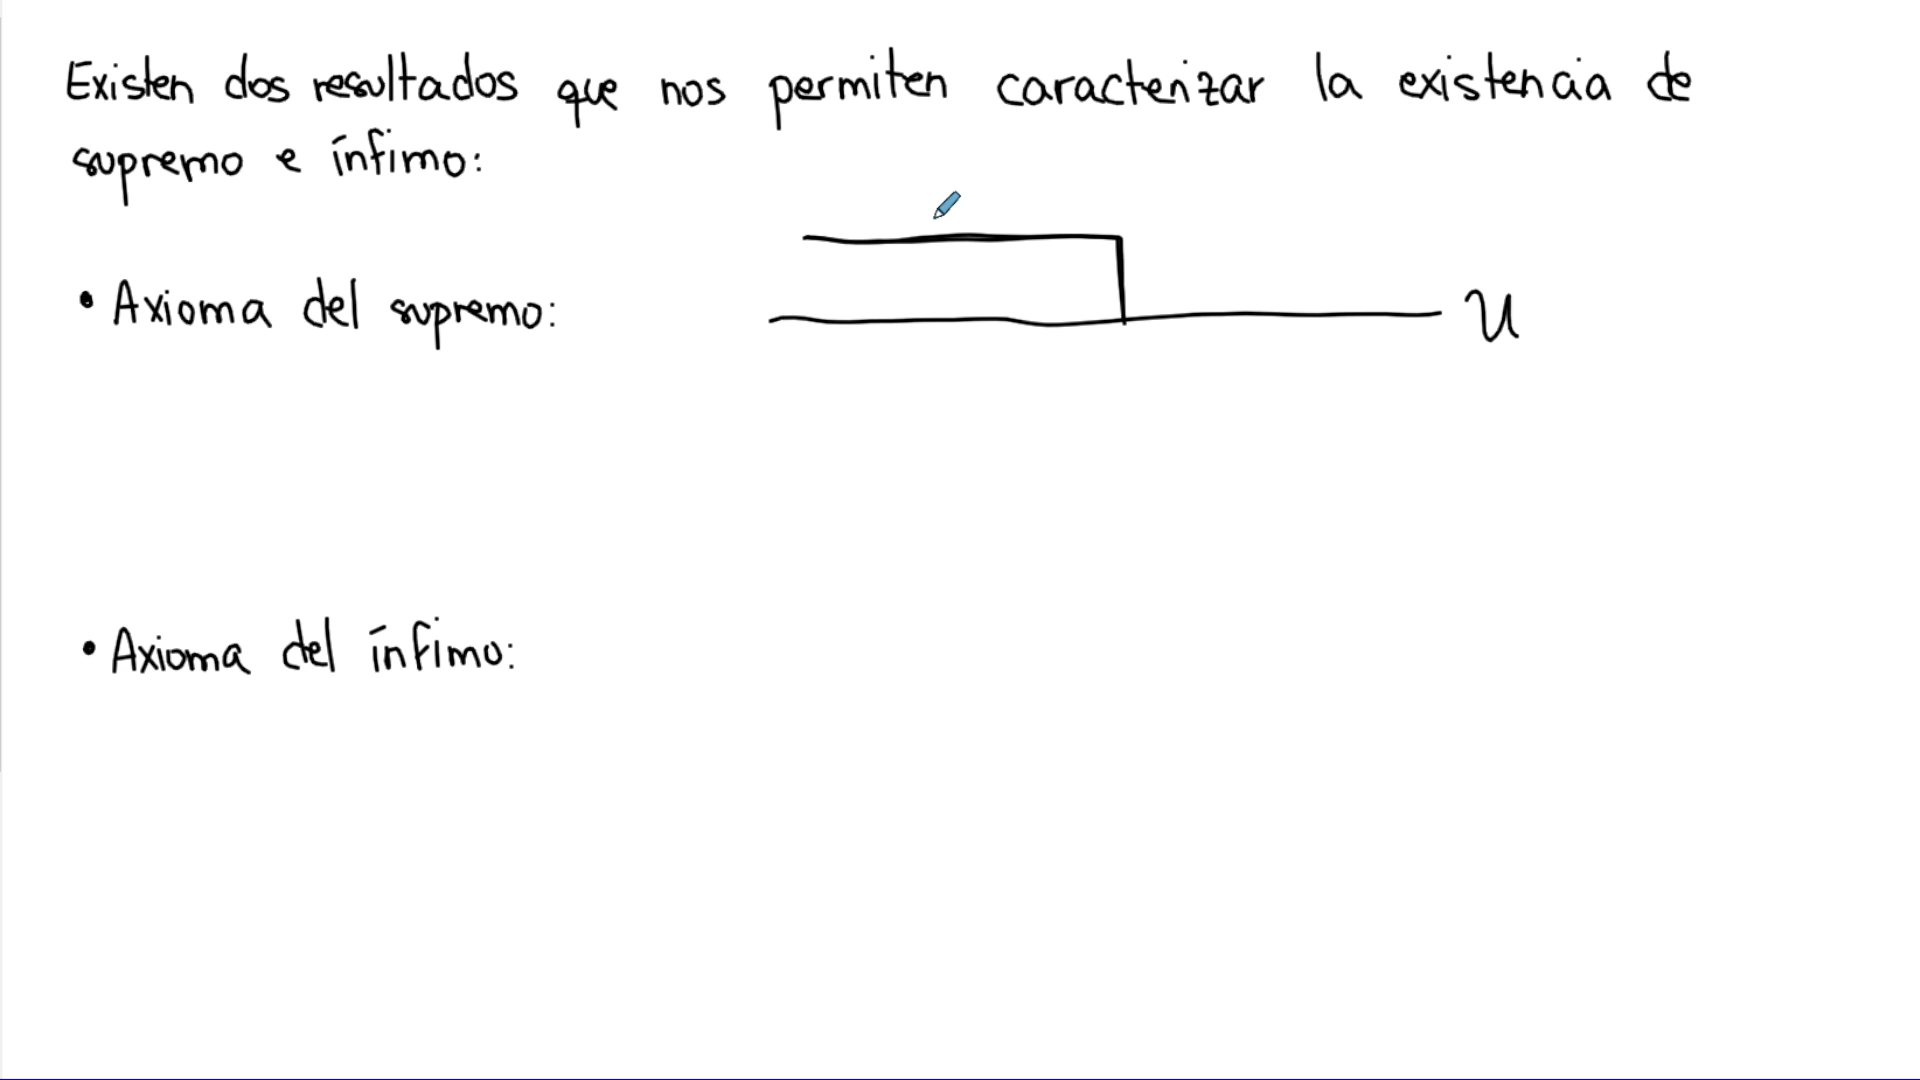 Existen dos resultados que nos permiten caracterizar la existencia de
supremo e ínfimo:
• Axioma del supremo:
U
• Axioma del ínfimo: